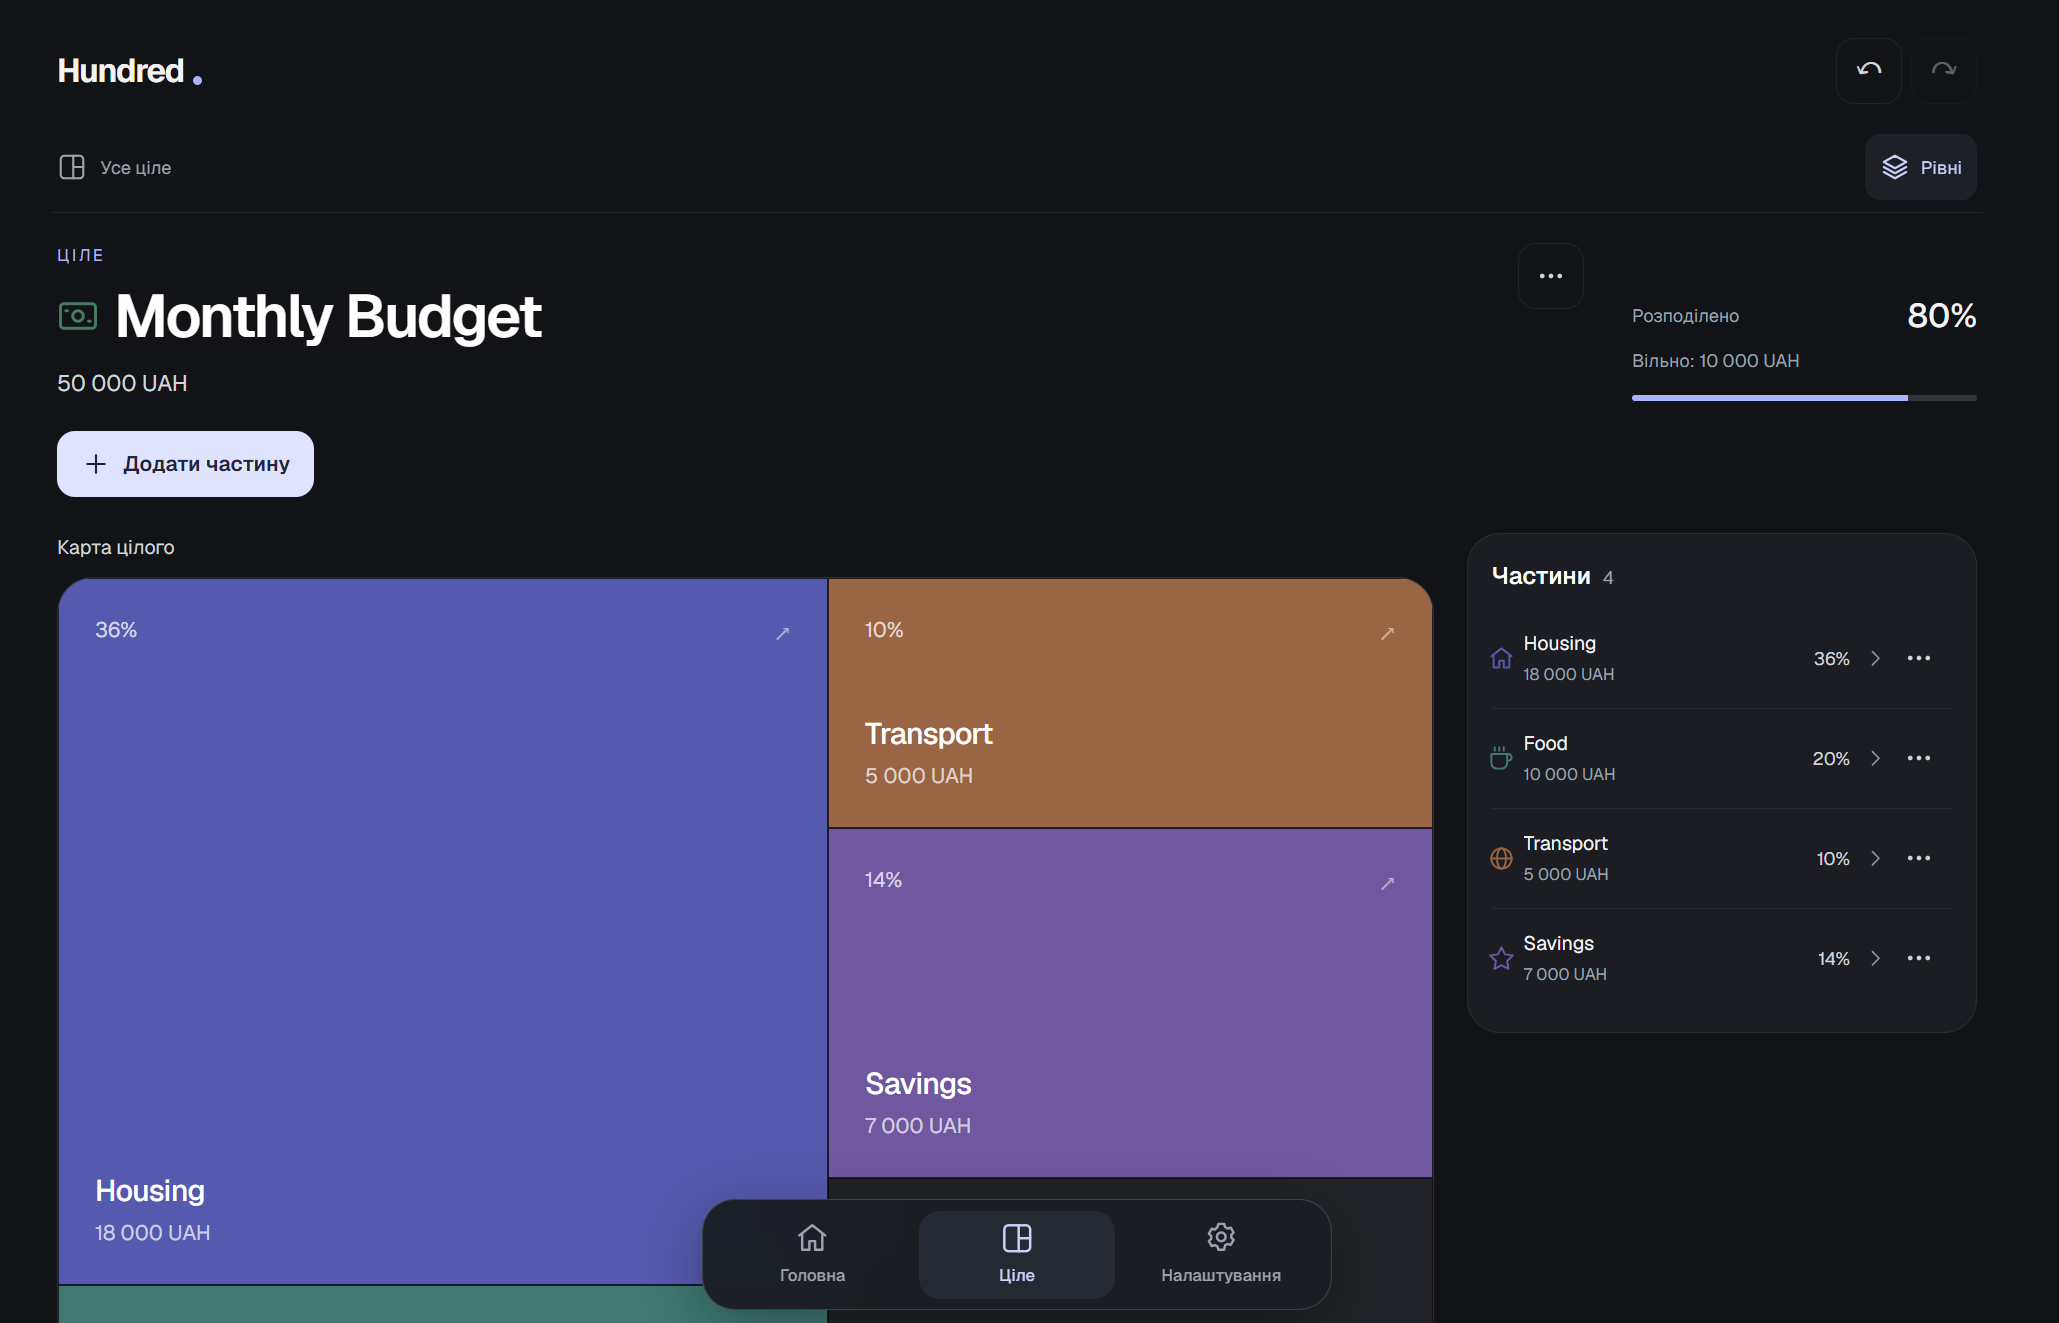 Hundred.
Усе ціле
Рівні
ЦІЛЕ
Monthly Budget
50 000 UAH
Розподілено
80%
Вільно: 10 000 UAH
Додати частину
Карта цілого
36%
Housing
18 000 UAH
10%
Transport
5 000 UAH
14%
Savings
7 000 UAH
Частини 4
Housing
18 000 UAH
36%
Food
10 000 UAH
20%
Transport
5 000 UAH
10%
Savings
7 000 UAH
14%
Головна
Ціле
Налаштування